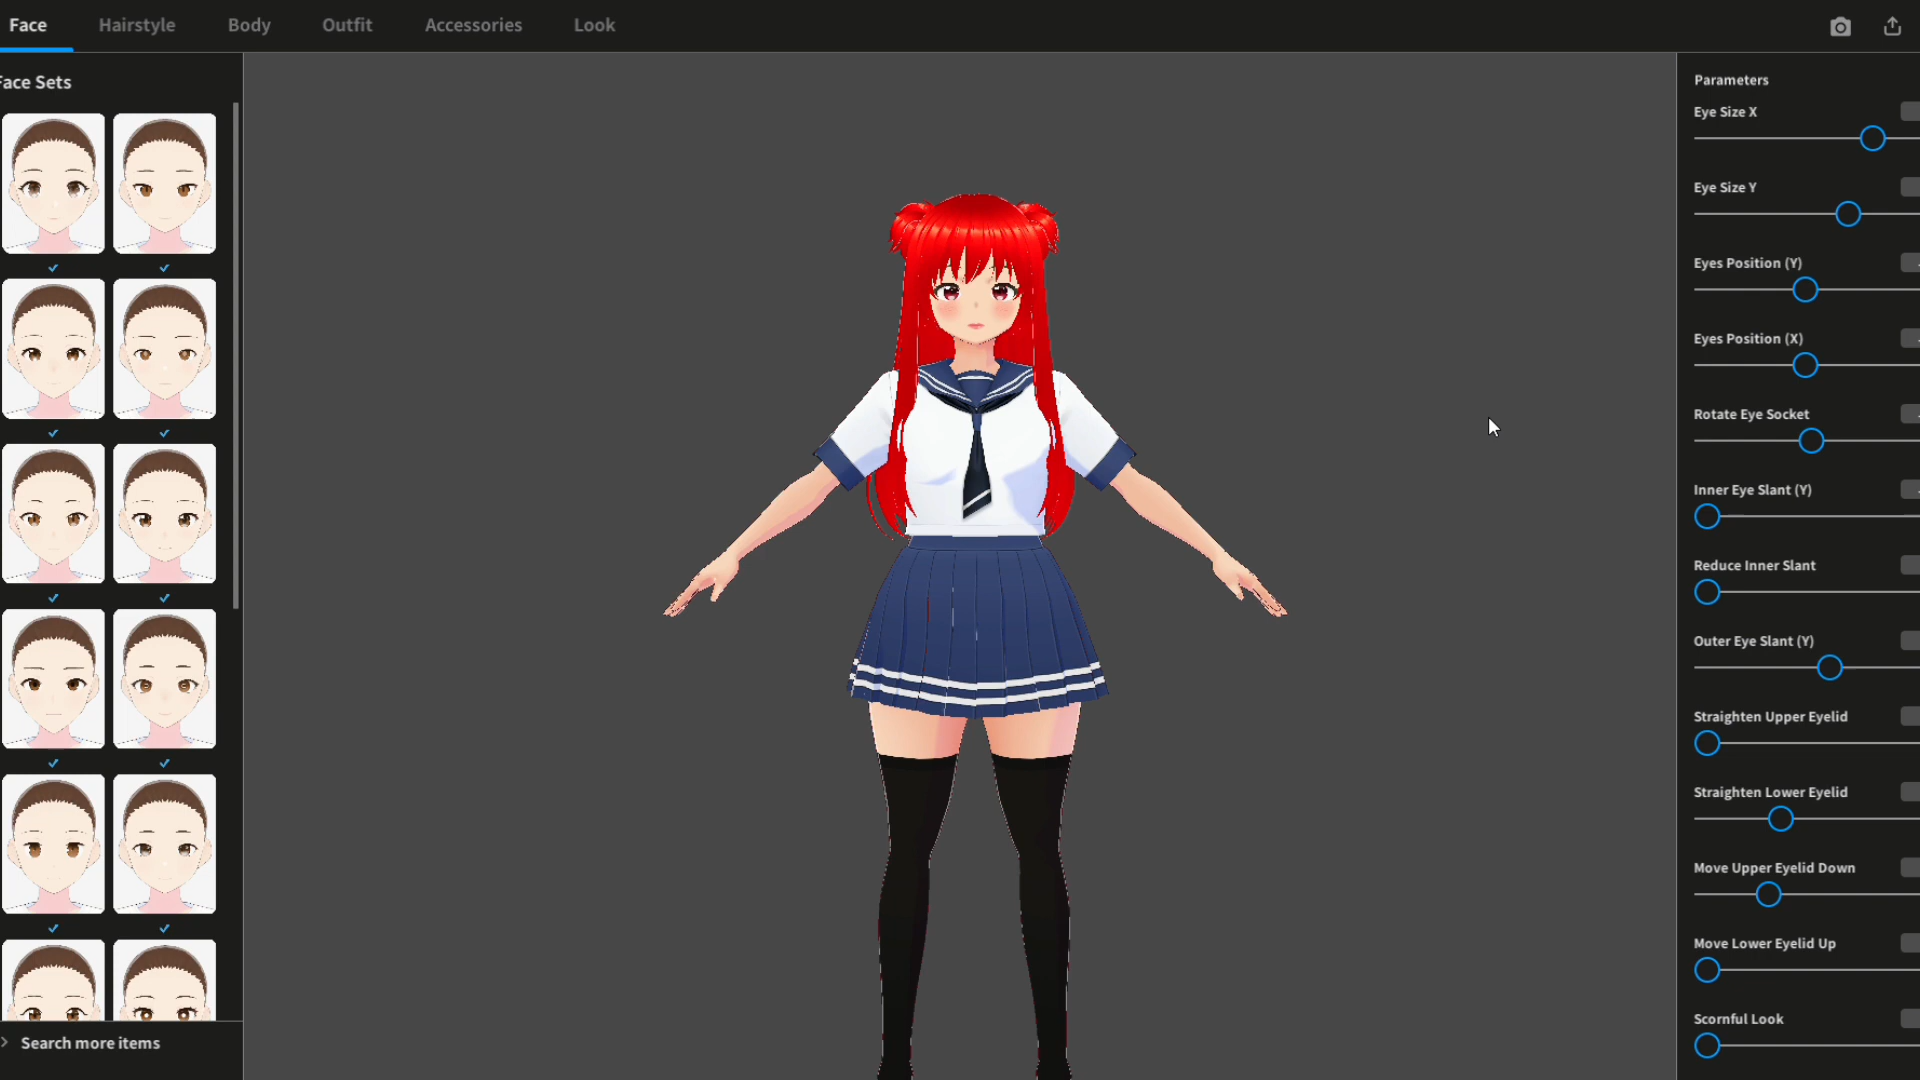 Face Hairstyle Body Outfit Accessories Look
Face Sets
Search more items
Parameters
Eye Size X
Eye Size Y
Eyes Position (Y)
Eyes Position (X)
Rotate Eye Socket
Inner Eye Slant (Y)
Reduce Inner Slant
Outer Eye Slant (Y)
Straighten Upper Eyelid
Straighten Lower Eyelid
Move Upper Eyelid Down
Move Lower Eyelid Up
Scornful Look